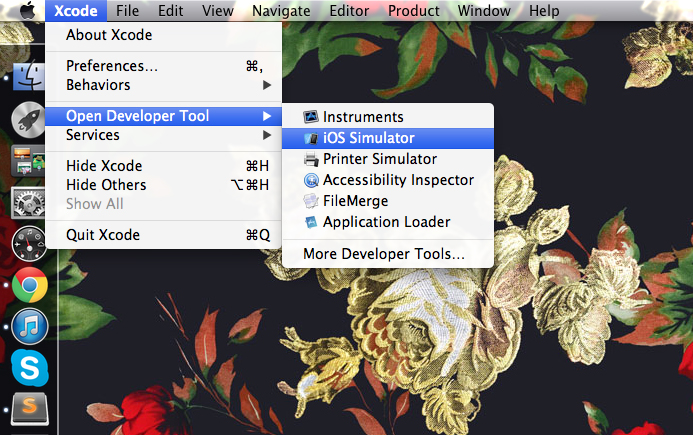 Xcode File Edit View Navigate Editor Product Window Help
About Xcode
Preferences... ⌘,
Behaviors ▶
Open Developer Tool ▶
Services ▶
Hide Xcode ⌘H
Hide Others ⌥⌘H
Show All
Quit Xcode ⌘Q
Instruments
iOS Simulator
Printer Simulator
Accessibility Inspector
FileMerge
Application Loader
More Developer Tools...
S
S